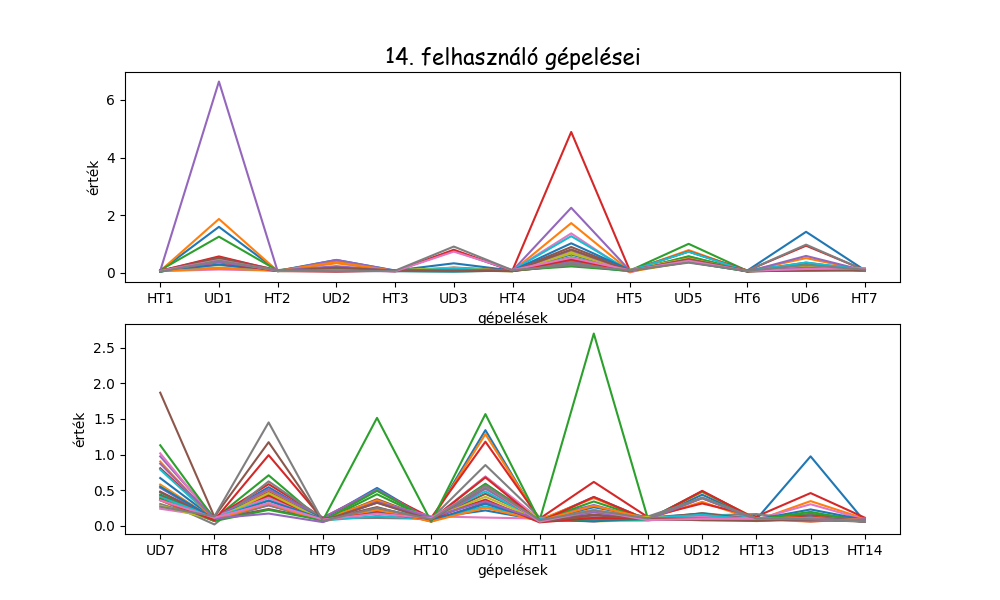 14. felhasználó gépelései
érték
6
4
2
0
HT1 UD1 HT2 UD2 HT3 UD3 HT4 UD4 HT5 UD5 HT6 UD6 HT7
gépelések
érték
2.5
2.0
1.5
1.0
0.5
0.0
UD7 HT8 UD8 HT9 UD9 HT10 UD10 HT11 UD11 HT12 UD12 HT13 UD13 HT14
gépelések